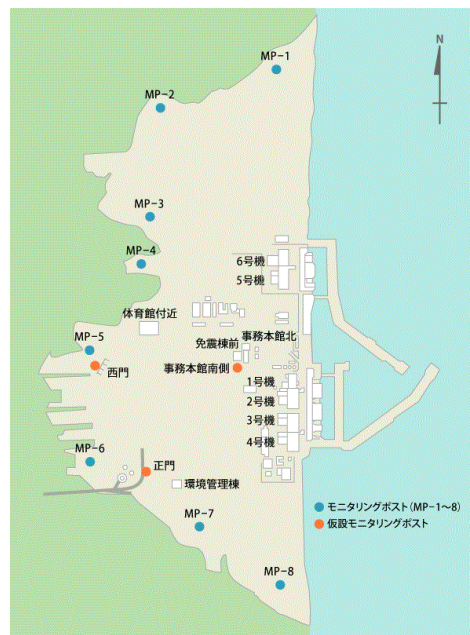 MP-1
N
MP-2
MP-3
MP-4
6号機
5号機
体育館付近
事務本館北
免震棟前
MP-5
西門
事務本館南側
1号機
2号機
3号機
4号機
MP-6
正門
環境管理棟
MP-7
モニタリングポスト(MP-1〜8)
仮設モニタリングポスト
MP-8